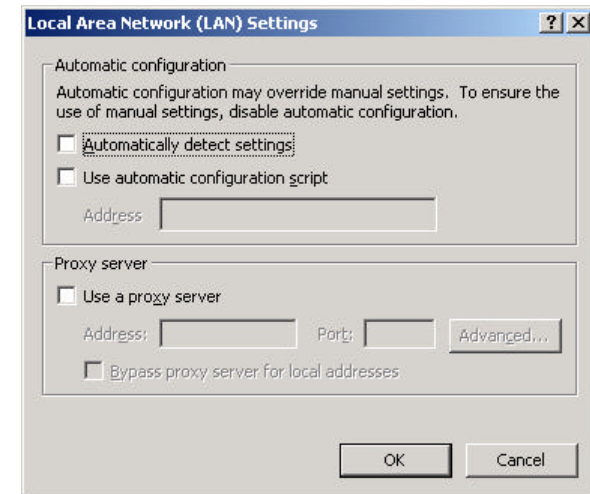 Local Area Network (LAN) Settings
Automatic configuration
Automatic configuration may override manual settings. To ensure the
use of manual settings, disable automatic configuration.
Automatically detect settings
Use automatic configuration script
Address
Proxy server
Use a proxy server
Address: Port: Advanced...
Bypass proxy server for local addresses
OK Cancel